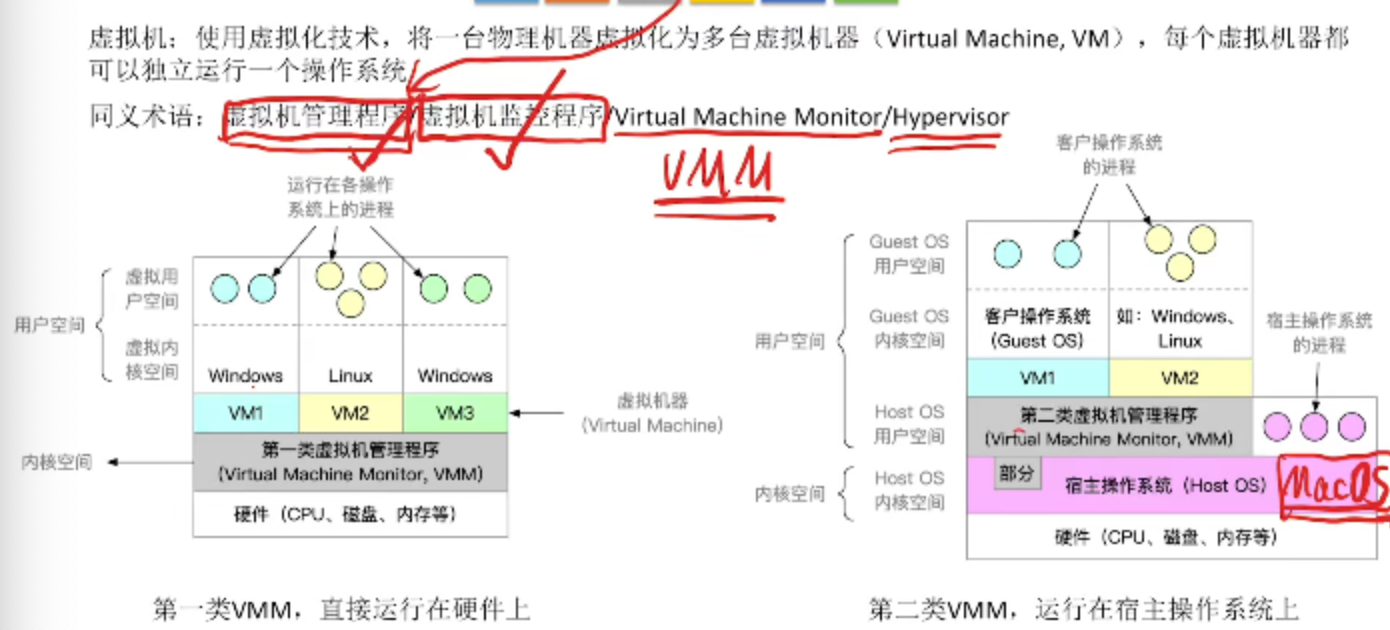 虚拟机：使用虚拟化技术，将一台物理机器虚拟化为多台虚拟机器（Virtual Machine, VM），每个虚拟机器都
可以独立运行一个操作系统
同义术语：虚拟机管理程序/虚拟机监控程序/Virtual Machine Monitor/Hypervisor
VMM
运行在各操作
系统上的进程
用户空间
虚拟用
户空间
虚拟内
核空间
Windows
Linux
Windows
VM1
VM2
VM3
虚拟机器
（Virtual Machine）
内核空间
第一类虚拟机管理程序
（Virtual Machine Monitor, VMM）
硬件（CPU、磁盘、内存等）
第一类VMM，直接运行在硬件上
客户操作系统
的进程
用户空间
Guest OS
用户空间
Guest OS
内核空间
客户操作系统
（Guest OS）
如：Windows、
Linux
宿主操作系统
的进程
VM1
VM2
Host OS
用户空间
第二类虚拟机管理程序
（Virtual Machine Monitor, VMM）
内核空间
Host OS
内核空间
部分
宿主操作系统（Host OS）
MacOS
硬件（CPU、磁盘、内存等）
第二类VMM，运行在宿主操作系统上